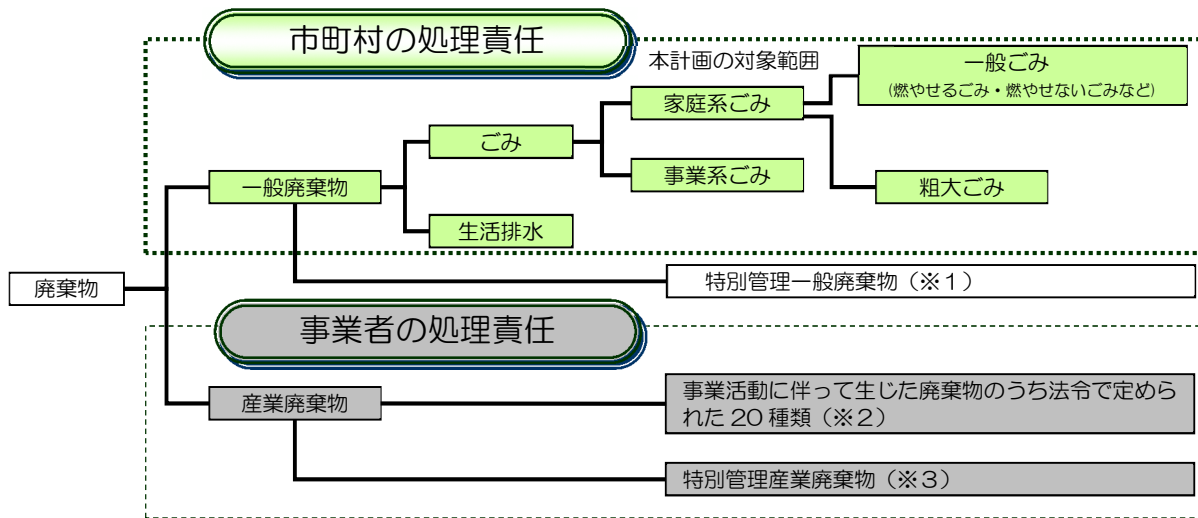 市町村の処理責任
本計画の対象範囲
一般ごみ
(燃やせるごみ・燃やせないごみなど)
家庭系ごみ
ごみ
事業系ごみ
粗大ごみ
一般廃棄物
生活排水
廃棄物
特別管理一般廃棄物（※１）
事業者の処理責任
産業廃棄物
事業活動に伴って生じた廃棄物のうち法令で定めら
れた 20 種類（※２）
特別管理産業廃棄物（※３）